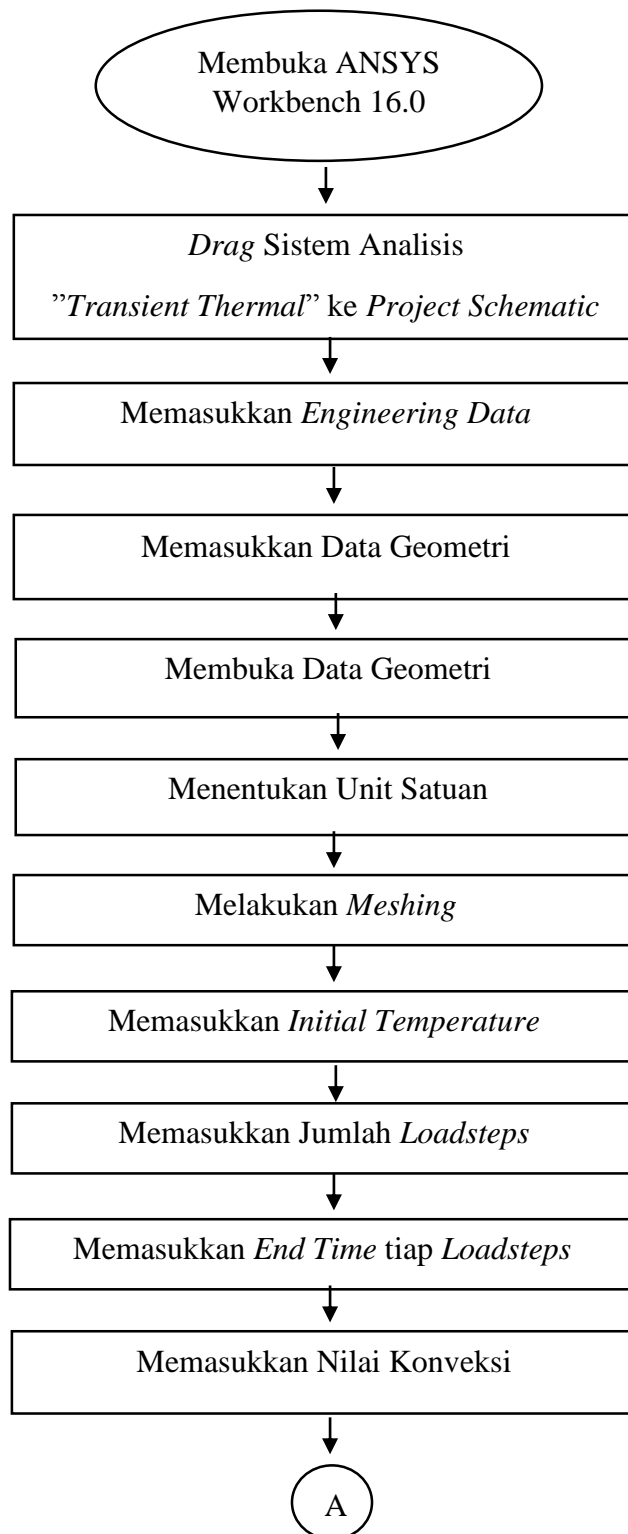 Membuka ANSYS
Workbench 16.0
Drag Sistem Analisis
”Transient Thermal” ke Project Schematic
Memasukkan Engineering Data
Memasukkan Data Geometri
Membuka Data Geometri
Menentukan Unit Satuan
Melakukan Meshing
Memasukkan Initial Temperature
Memasukkan Jumlah Loadsteps
Memasukkan End Time tiap Loadsteps
Memasukkan Nilai Konveksi
A